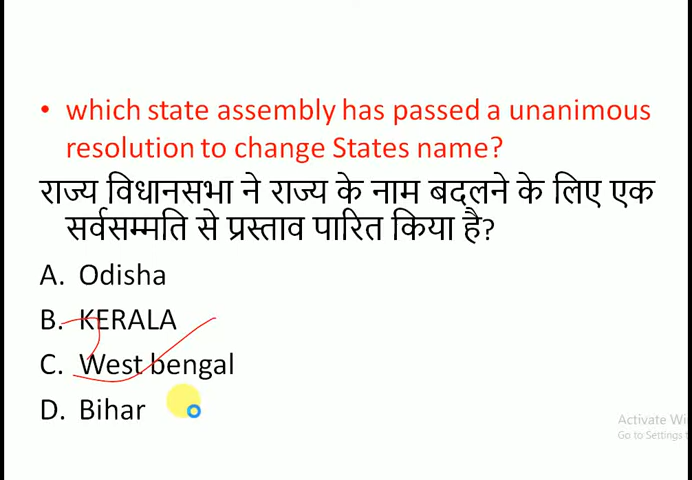 • which state assembly has passed a unanimous
resolution to change States name?
राज्य विधानसभा ने राज्य के नाम बदलने के लिए एक
सर्वसम्मति से प्रस्ताव पारित किया है?
A. Odisha
B. KERALA
C. West bengal
D. Bihar
Activate Wi
Go to Settings t